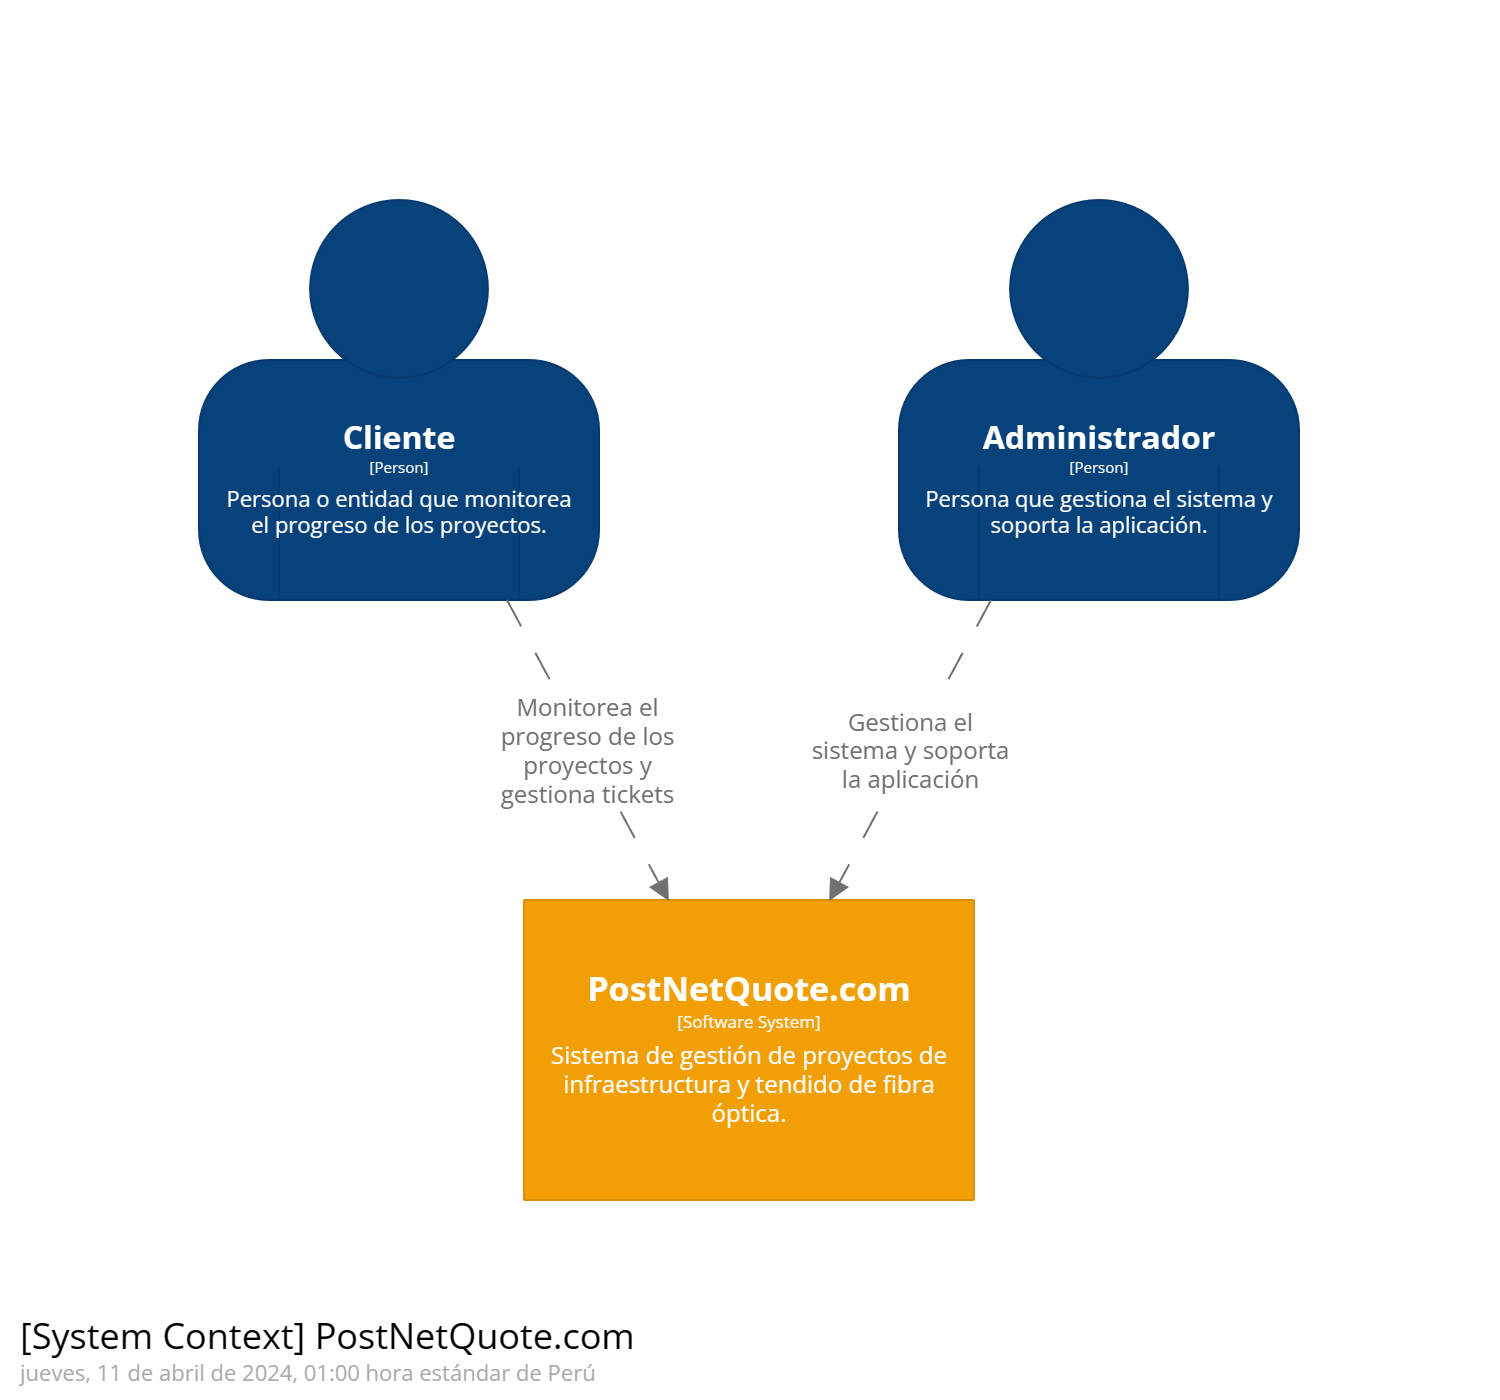 Cliente
[Person]
Persona o entidad que monitorea
el progreso de los proyectos.
Administrador
[Person]
Persona que gestiona el sistema y
soporta la aplicación.
Monitorea el
progreso de los
proyectos y
gestiona tickets
Gestiona el
sistema y soporta
la aplicación
PostNetQuote.com
[Software System]
Sistema de gestión de proyectos de
infraestructura y tendido de fibra
óptica.
[System Context] PostNetQuote.com
jueves, 11 de abril de 2024, 01:00 hora estándar de Perú